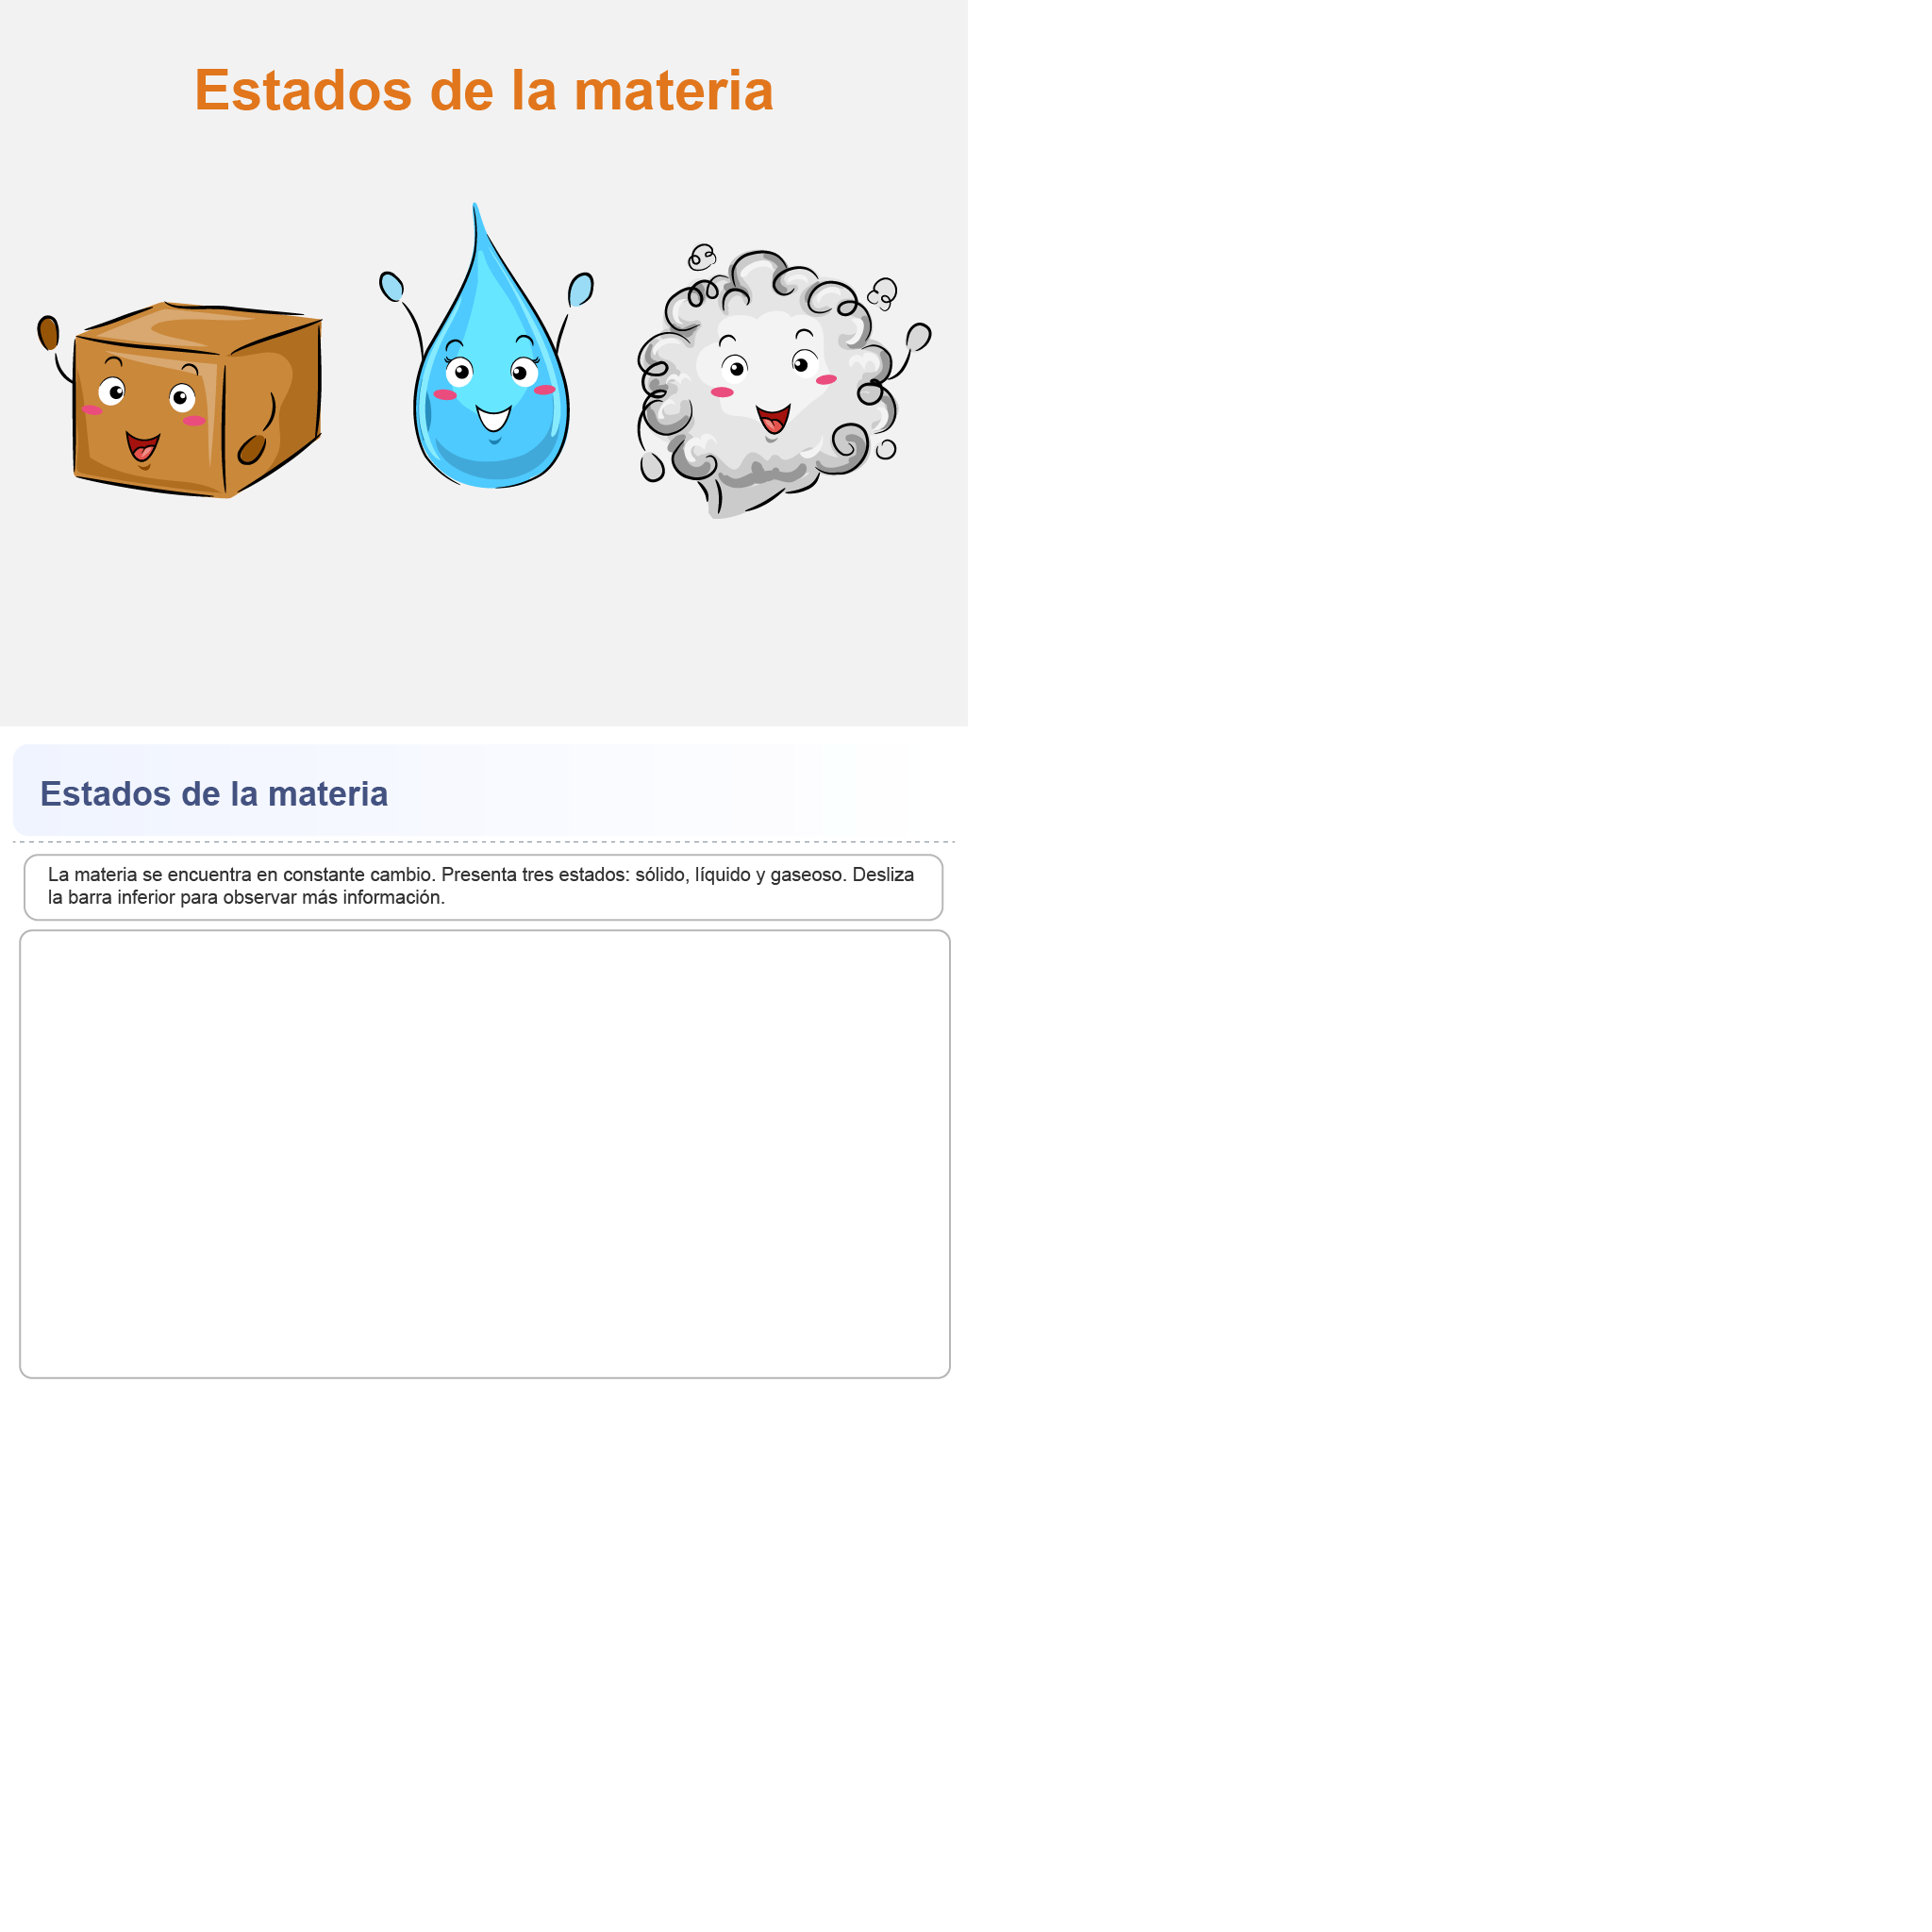 Estados de la materia
Estados de la materia
La materia se encuentra en constante cambio. Presenta tres estados: sólido, líquido y gaseoso. Desliza
la barra inferior para observar más información.